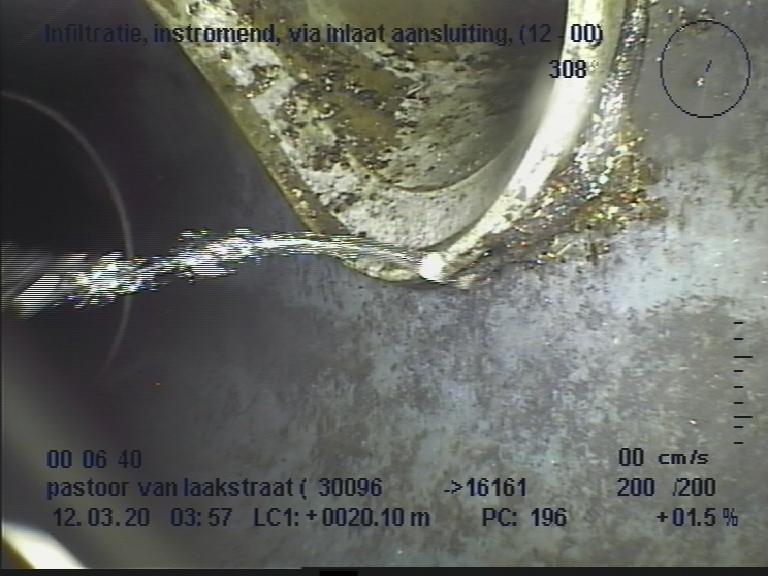 Infiltratie, instromend, via inlaat aansluiting, (12 - 00)
308°
00 06 40
00 cm/s
pastoor van laakstraat ( 30096 ->16161
200 /200
12.03.20 03:57 LC1: +0020.10 m PC: 196 +01.5 %